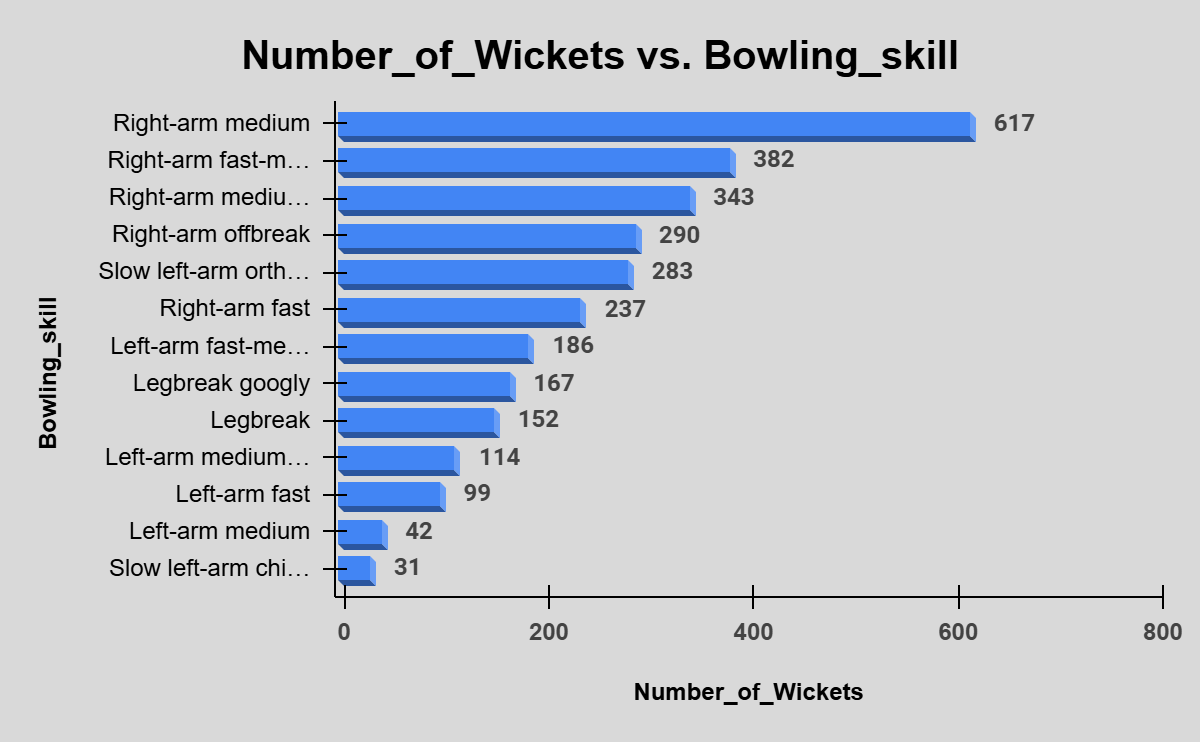 Number_of_Wickets vs. Bowling_skill
Right-arm medium 617
Right-arm fast-m… 382
Right-arm mediu… 343
Right-arm offbreak 290
Slow left-arm orth… 283
Right-arm fast 237
Left-arm fast-me… 186
Legbreak googly 167
Legbreak 152
Left-arm medium… 114
Left-arm fast 99
Left-arm medium 42
Slow left-arm chi… 31
Bowling_skill
0 200 400 600 800
Number_of_Wickets